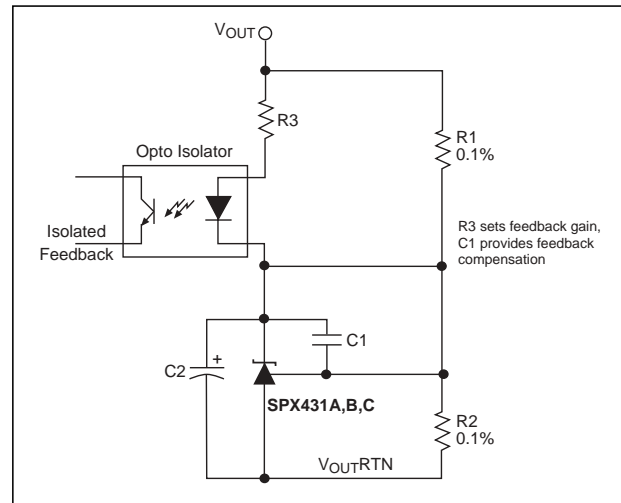 VOUT
R3
R1
0.1%
Opto Isolator
Isolated
Feedback
R3 sets feedback gain,
C1 provides feedback
compensation
C1
C2
+
SPX431A,B,C
R2
0.1%
VOUTRTN